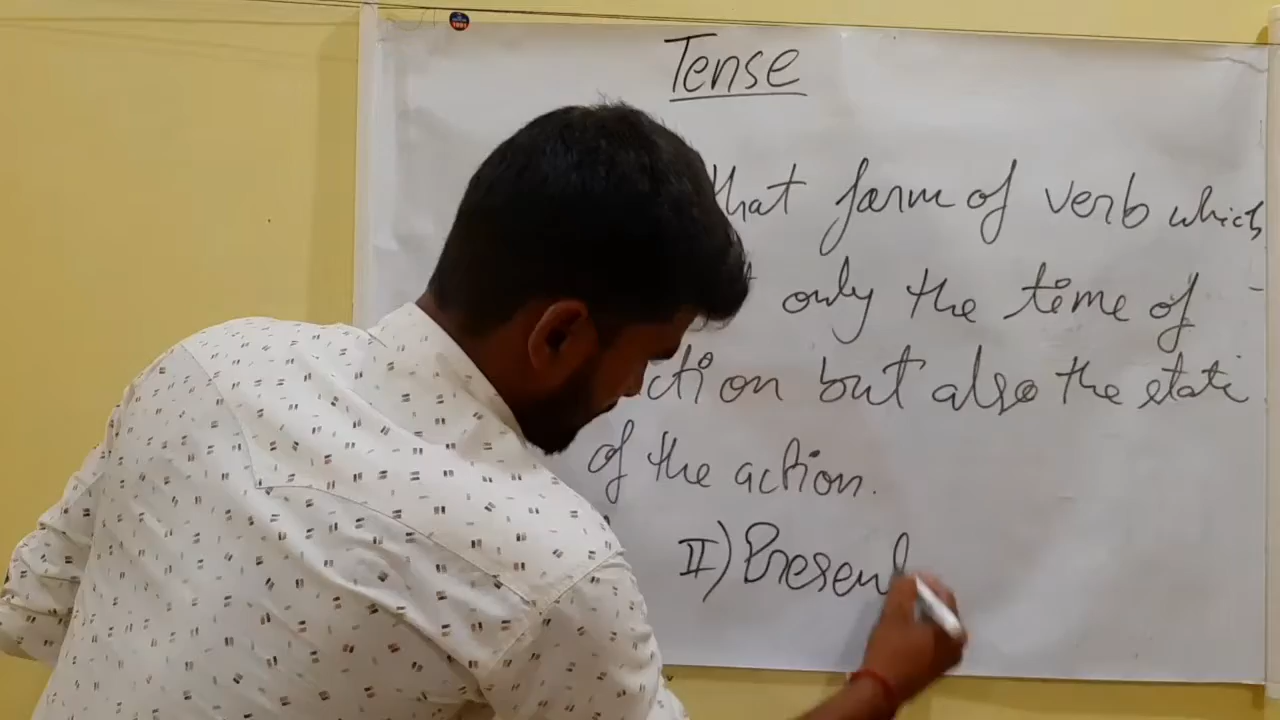 Tense
that form of verb which
only the time of
action but also the state
of the action.
II) Present